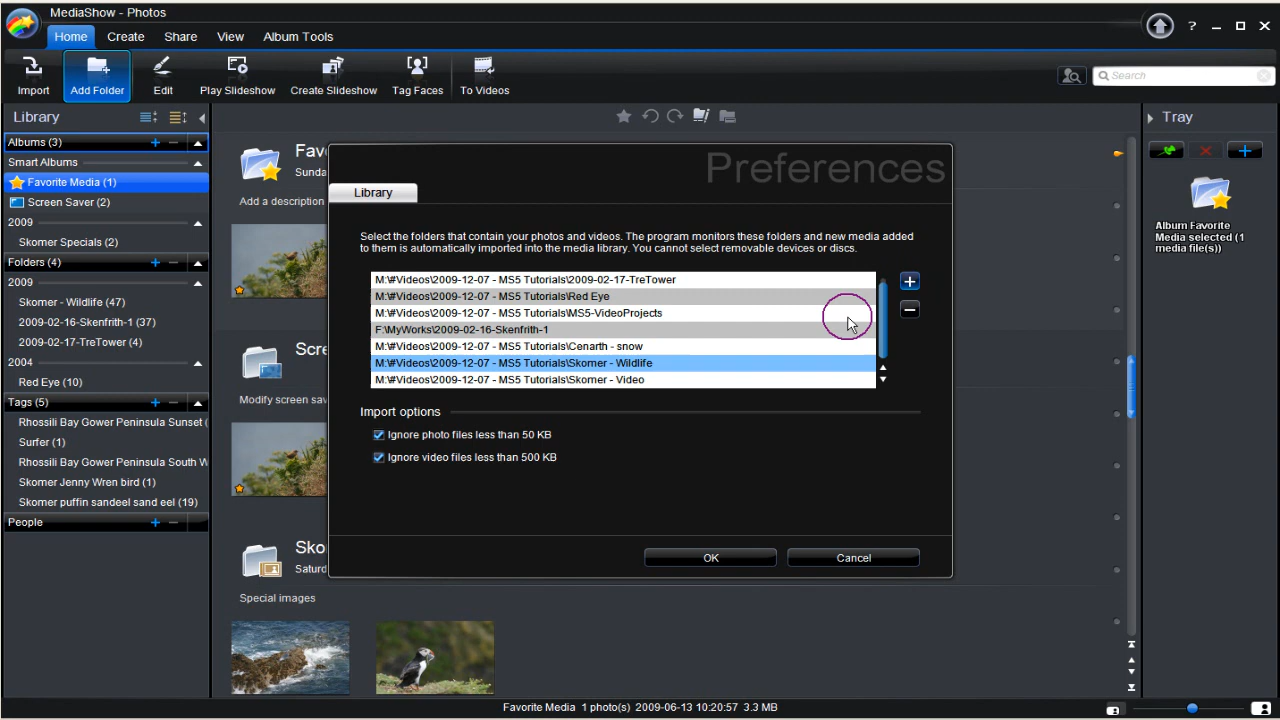 MediaShow - Photos
Home Create Share View Album Tools
?
Import Add Folder Edit Play Slideshow Create Slideshow Tag Faces To Videos
Search
Library
Albums (3)
Smart Albums
Favorite Media (1)
Screen Saver (2)
2009
Skomer Specials (2)
Folders (4)
2009
Skomer - Wildlife (47)
2009-02-16-Skenfrith (37)
2009-02-17-TreTower (4)
2004
Red Eye (10)
Tags (5)
Rhossili Bay Gower Peninsula Sunset (
Surfer (1)
Rhossili Bay Gower Peninsula South W
Skomer Jenny Wren bird (1)
Skomer puffin sandeel sand eel (19)
People
Fav
Sunda
Add a description
Scre
Modify screen sav
Sko
Saturd
Special images
Preferences
Library
Select the folders that contain your photos and videos. The program monitors these folders and new media added
to them is automatically imported into the media library. You cannot select removable devices or discs.
M:\#Videos\2009-12-07 - MS5 Tutorials\2009-02-17-TreTower
M:\#Videos\2009-12-07 - MS5 Tutorials\Red Eye
M:\#Videos\2009-12-07 - MS5 Tutorials\MS5-VideoProjects
F:\MyWorks\2009-02-16-Skenfrith-1
M:\#Videos\2009-12-07 - MS5 Tutorials\Cenarth - snow
M:\#Videos\2009-12-07 - MS5 Tutorials\Skomer - Wildlife
M:\#Videos\2009-12-07 - MS5 Tutorials\Skomer - Video
Import options
Ignore photo files less than 50 KB
Ignore video files less than 500 KB
OK Cancel
Tray
Album Favorite
Media selected (1
media file(s))
Favorite Media 1 photo(s) 2009-06-13 10:20:57 3.3 MB